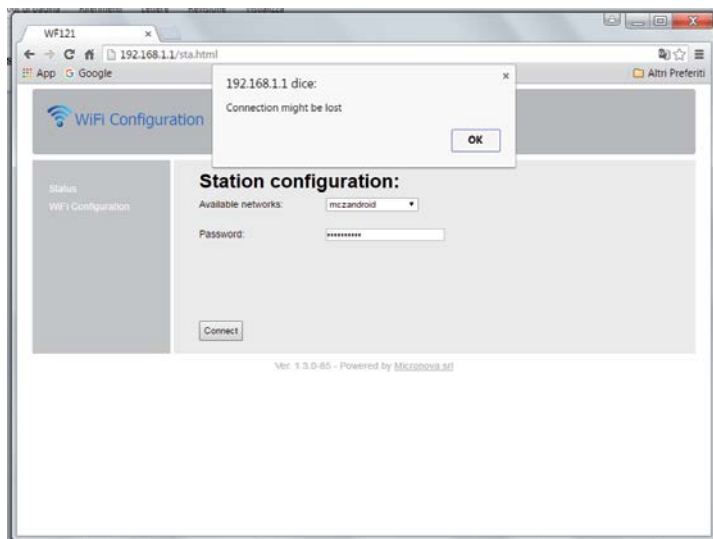 WF121
192.168.1.1/sta.html
App
Google
Altri Preferiti
192.168.1.1 dice:
Connection might be lost
OK
WiFi Configuration
Status
WiFi Configuration
Station configuration:
Available networks:
mczandroid
Password:
••••••••••
Connect
Ver. 1.3.0-85 - Powered by Micronova srl